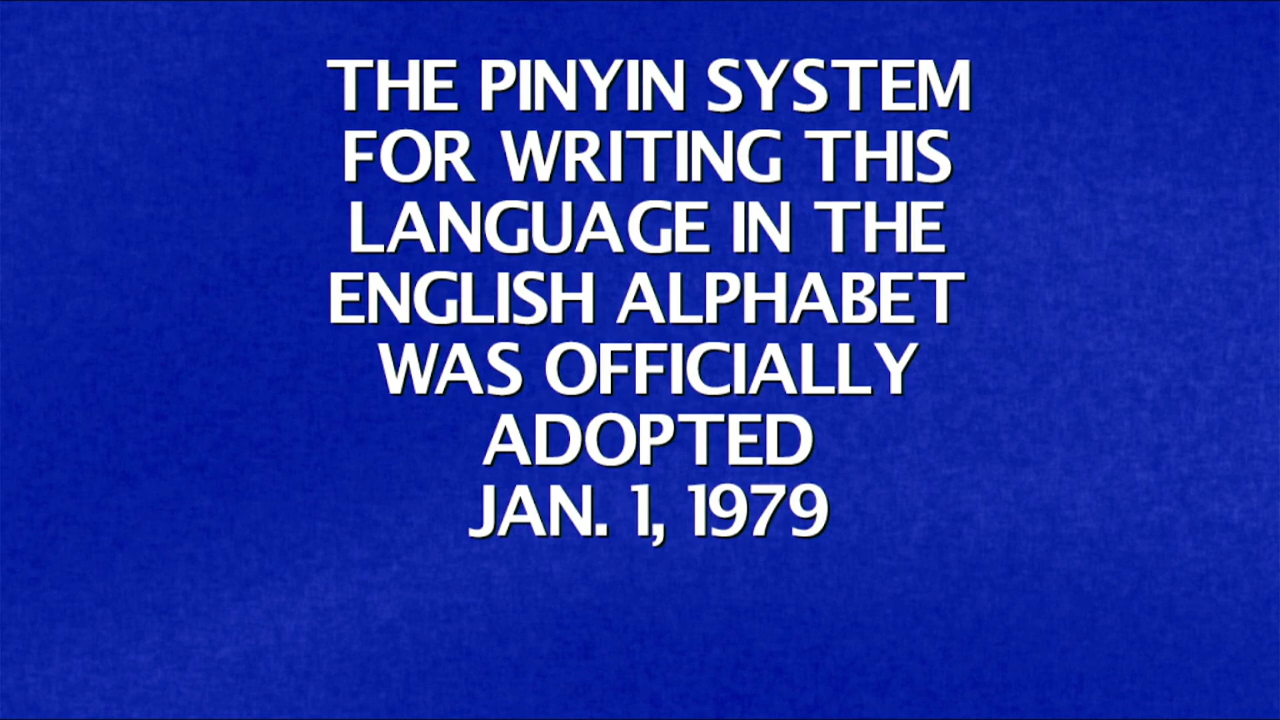 THE PINYIN SYSTEM
FOR WRITING THIS
LANGUAGE IN THE
ENGLISH ALPHABET
WAS OFFICIALLY
ADOPTED
JAN. 1, 1979